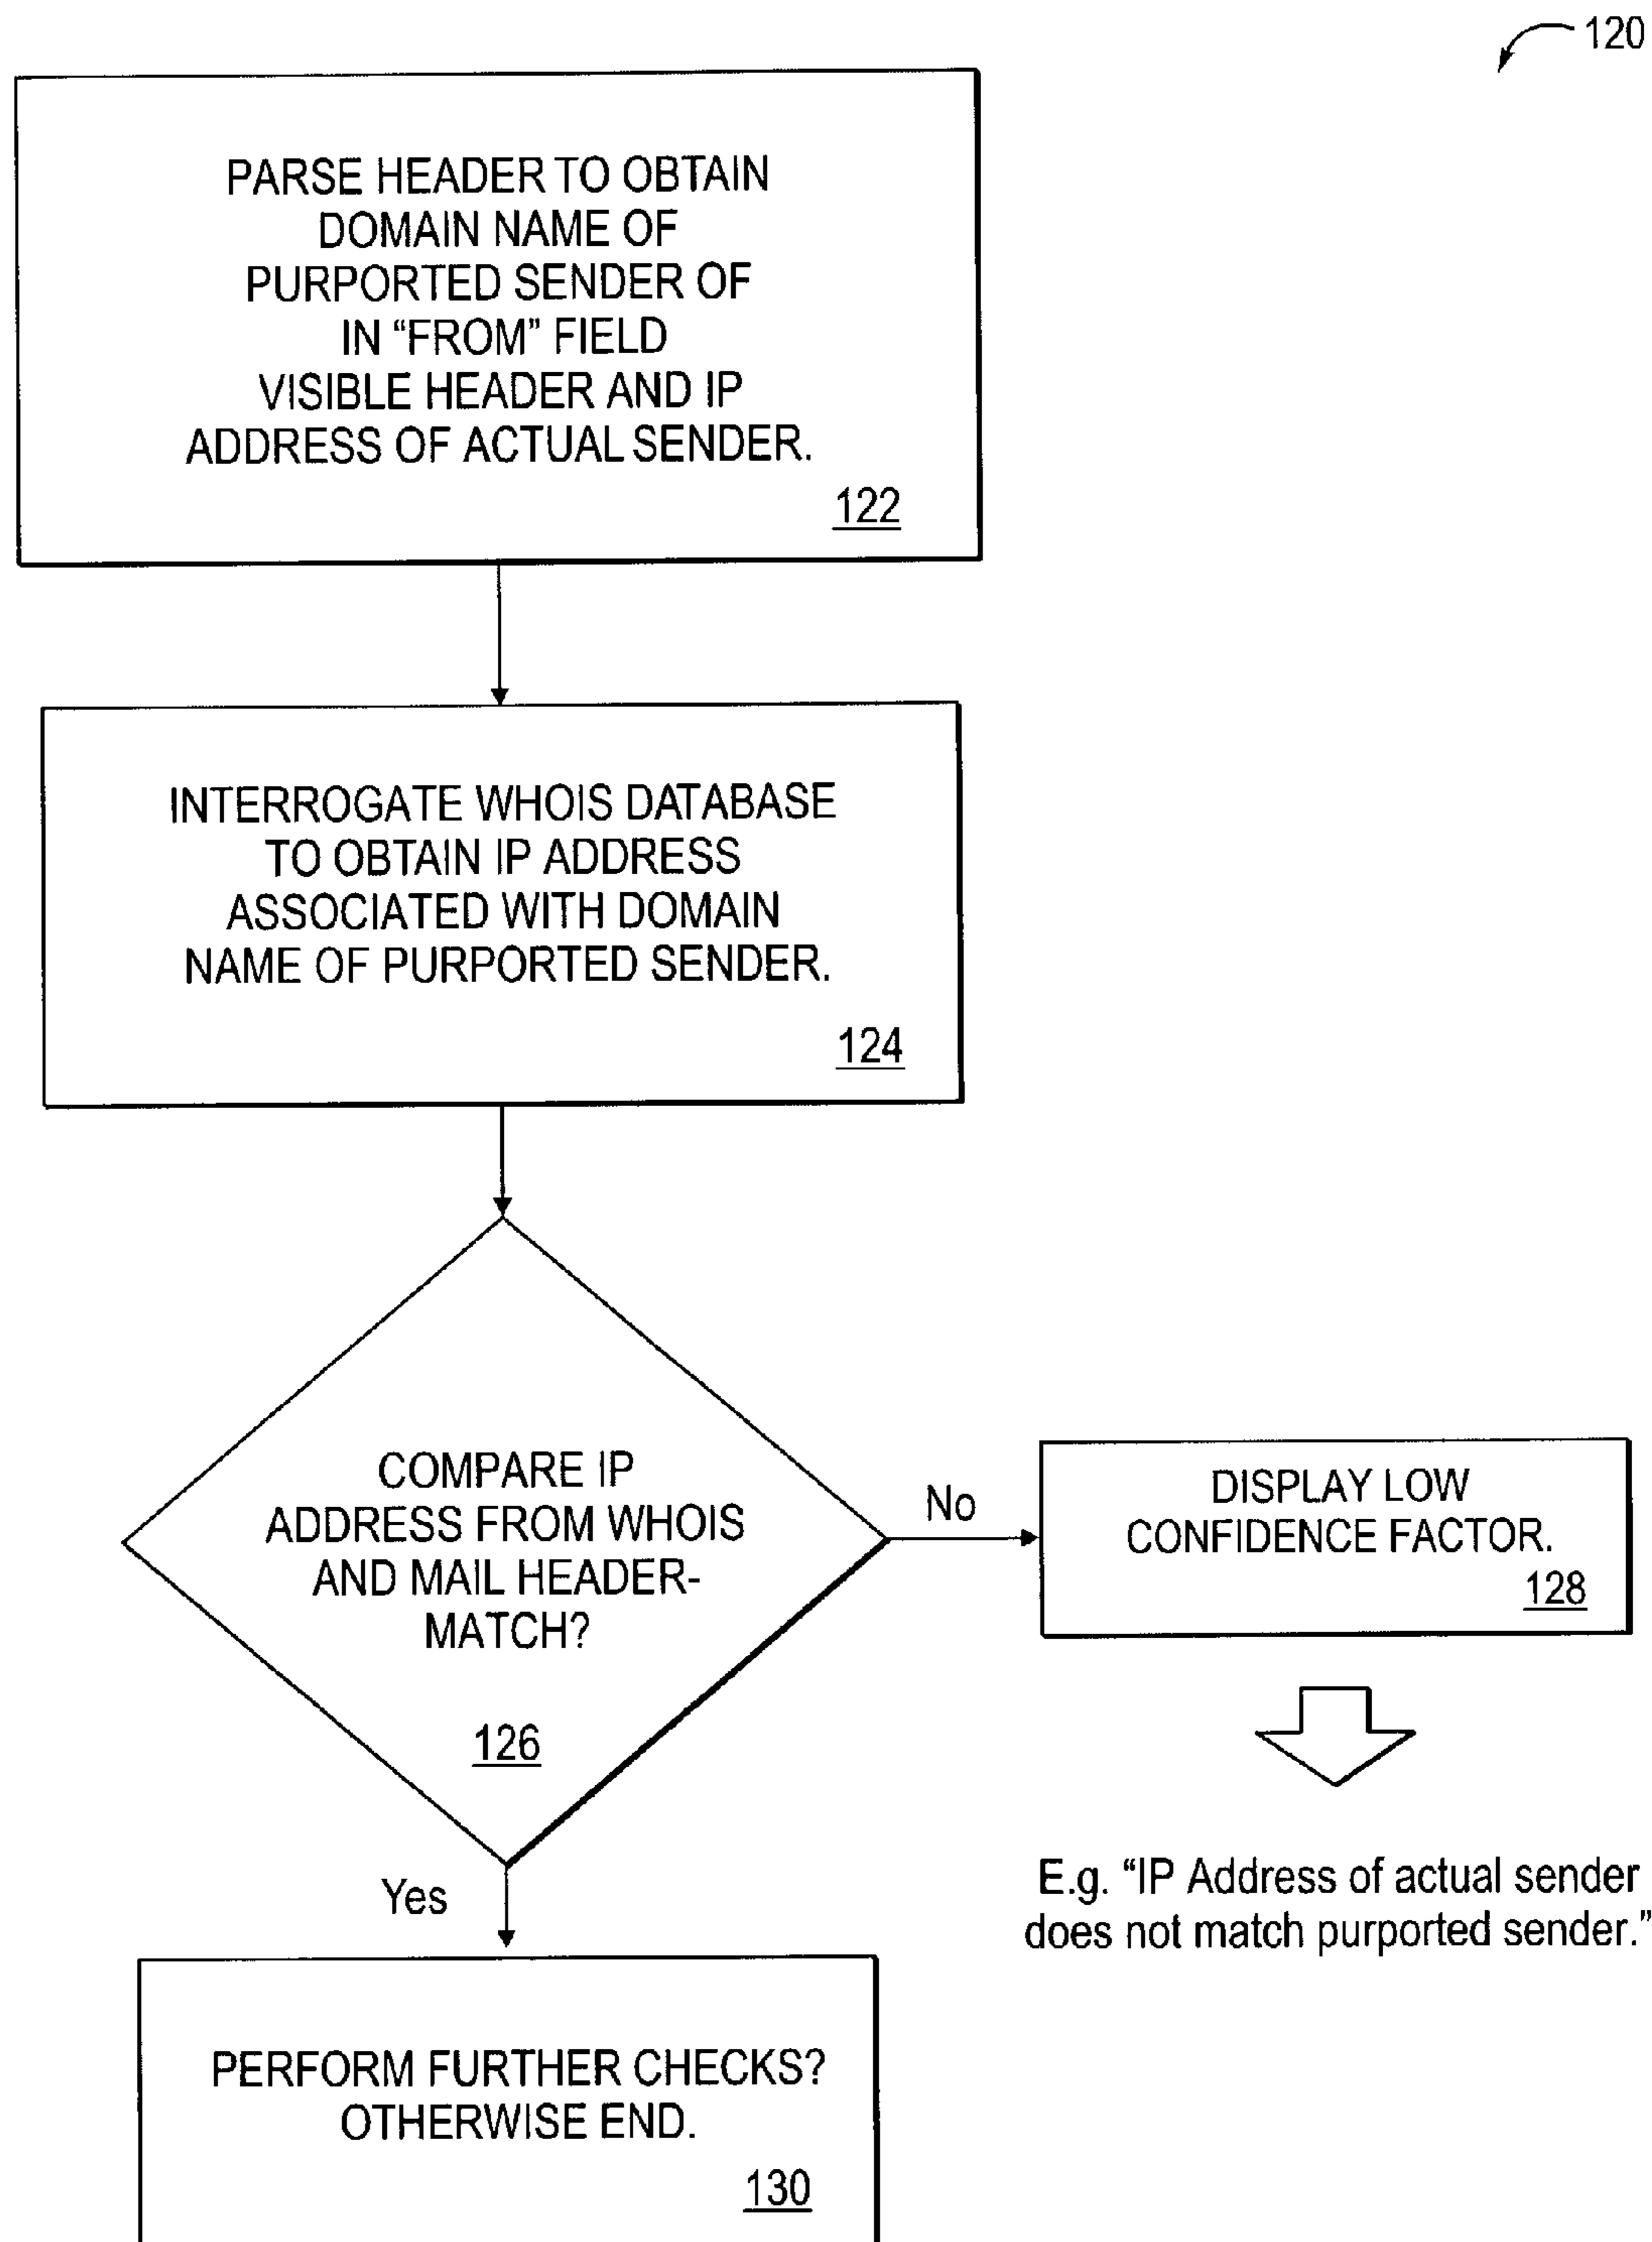 120
PARSE HEADER TO OBTAIN
DOMAIN NAME OF
PURPORTED SENDER OF
IN “FROM” FIELD
VISIBLE HEADER AND IP
ADDRESS OF ACTUAL SENDER.
122
INTERROGATE WHOIS DATABASE
TO OBTAIN IP ADDRESS
ASSOCIATED WITH DOMAIN
NAME OF PURPORTED SENDER.
124
COMPARE IP
ADDRESS FROM WHOIS
AND MAIL HEADER-
MATCH?
126
No
DISPLAY LOW
CONFIDENCE FACTOR.
128
E.g. “IP Address of actual sender
does not match purported sender.”
Yes
PERFORM FURTHER CHECKS?
OTHERWISE END.
130